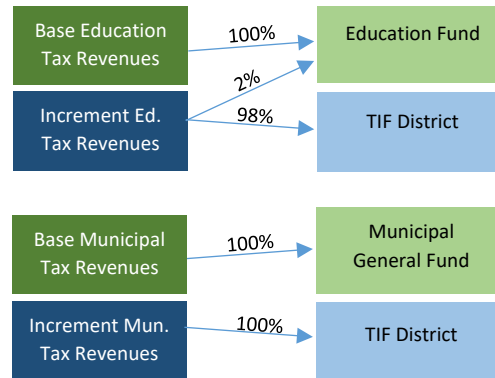 Base Education
Tax Revenues
100%
Education Fund
2%
Increment Ed.
Tax Revenues
98%
TIF District
Base Municipal
Tax Revenues
100%
Municipal
General Fund
Increment Mun.
Tax Revenues
100%
TIF District